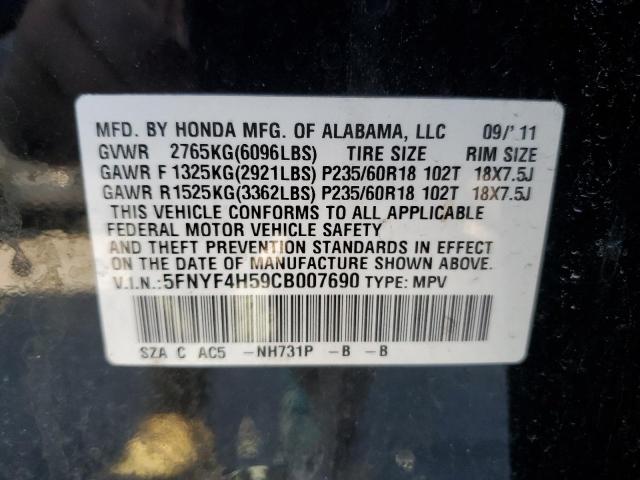 MFD. BY HONDA MFG. OF ALABAMA, LLC 09/'11
GVWR 2765KG(6096LBS) TIRE SIZE RIM SIZE
GAWR F 1325KG(2921LBS) P235/60R18 102T 18X7.5J
GAWR R1525KG(3362LBS) P235/60R18 102T 18X7.5J
THIS VEHICLE CONFORMS TO ALL APPLICABLE
FEDERAL MOTOR VEHICLE SAFETY
AND THEFT PREVENTION STANDARDS IN EFFECT
ON THE DATE OF MANUFACTURE SHOWN ABOVE.
V.I.N.:5FNYF4H59CB007690 TYPE: MPV
SZA C AC5 -NH731P -B -B